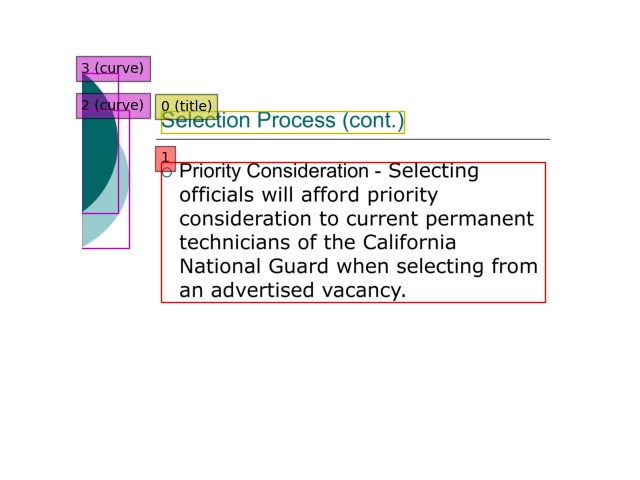 3 (curve)
2 (curve)
0 (title)
Selection Process (cont.)
1
Priority Consideration - Selecting
officials will afford priority
consideration to current permanent
technicians of the California
National Guard when selecting from
an advertised vacancy.